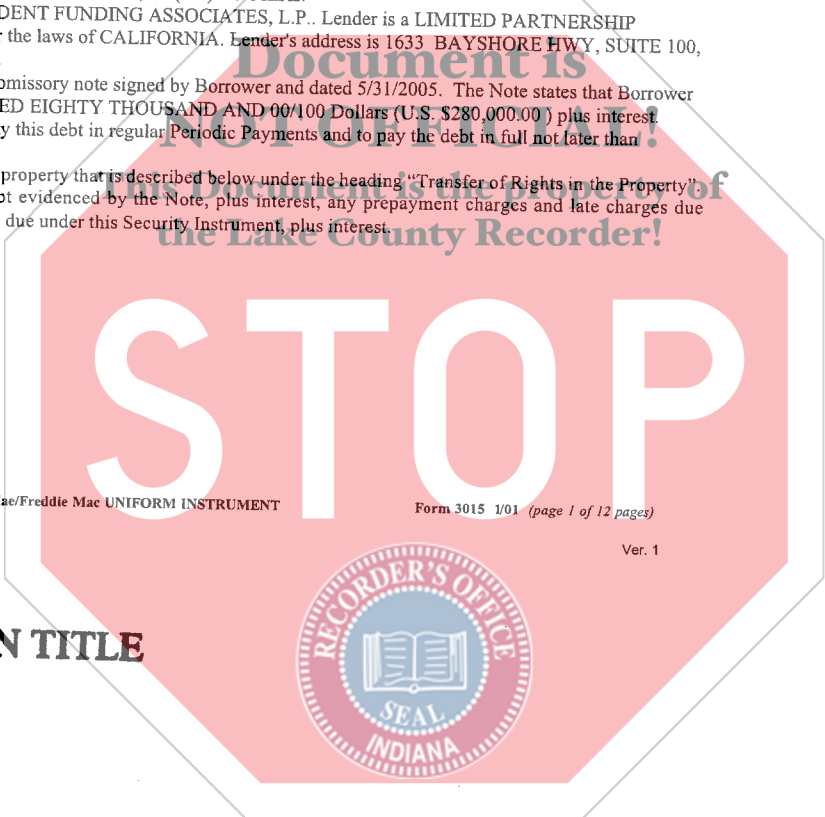 DENT FUNDING ASSOCIATES, L.P.. Lender is a LIMITED PARTNERSHIP
the laws of CALIFORNIA. Lender's address is 1633 BAYSHORE HWY, SUITE 100,
Document is
omissory note signed by Borrower and dated 5/31/2005. The Note states that Borrower
ED EIGHTY THOUSAND AND 00/100 Dollars (U.S. $280,000.00 ) plus interest.
NOT OFFICIAL!
y this debt in regular Periodic Payments and to pay the debt in full not later than
property that is described below under the heading “Transfer of Rights in the Property”.
This Document is the property of
bt evidenced by the Note, plus interest, any prepayment charges and late charges due
due under this Security Instrument, plus interest.
the Lake County Recorder!
STOP
ae/Freddie Mac UNIFORM INSTRUMENT Form 3015 1/01 (page 1 of 12 pages)
Ver. 1
RECORDER'S OFFICE
N TITLE
SEAL
INDIANA